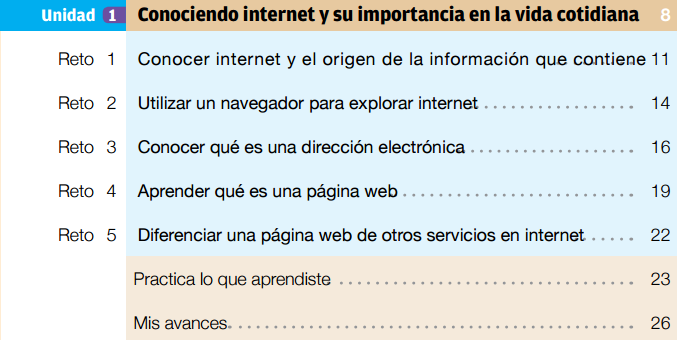 Unidad 1 Conociendo internet y su importancia en la vida cotidiana 8
Reto 1 Conocer internet y el origen de la información que contiene 11
Reto 2 Utilizar un navegador para explorar internet 14
Reto 3 Conocer qué es una dirección electrónica 16
Reto 4 Aprender qué es una página web 19
Reto 5 Diferenciar una página web de otros servicios en internet 22
Practica lo que aprendiste 23
Mis avances 26